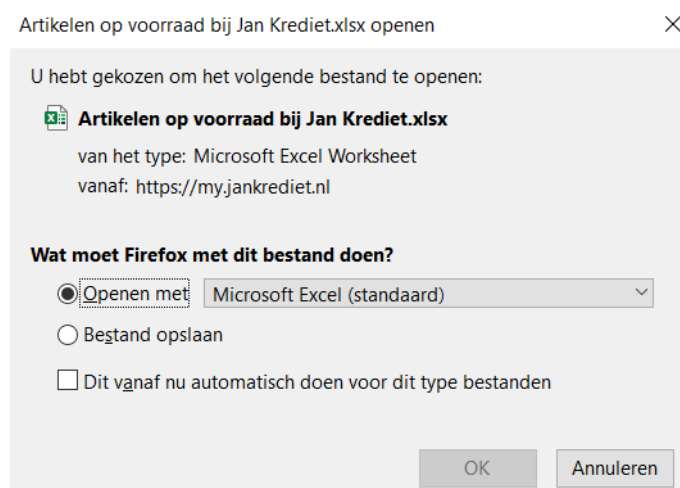 Artikelen op voorraad bij Jan Krediet.xlsx openen
U hebt gekozen om het volgende bestand te openen:
Artikelen op voorraad bij Jan Krediet.xlsx
van het type: Microsoft Excel Worksheet
vanaf: https://my.jankrediet.nl
Wat moet Firefox met dit bestand doen?
Openen met Microsoft Excel (standaard)
Bestand opslaan
Dit vanaf nu automatisch doen voor dit type bestanden
OK Annuleren